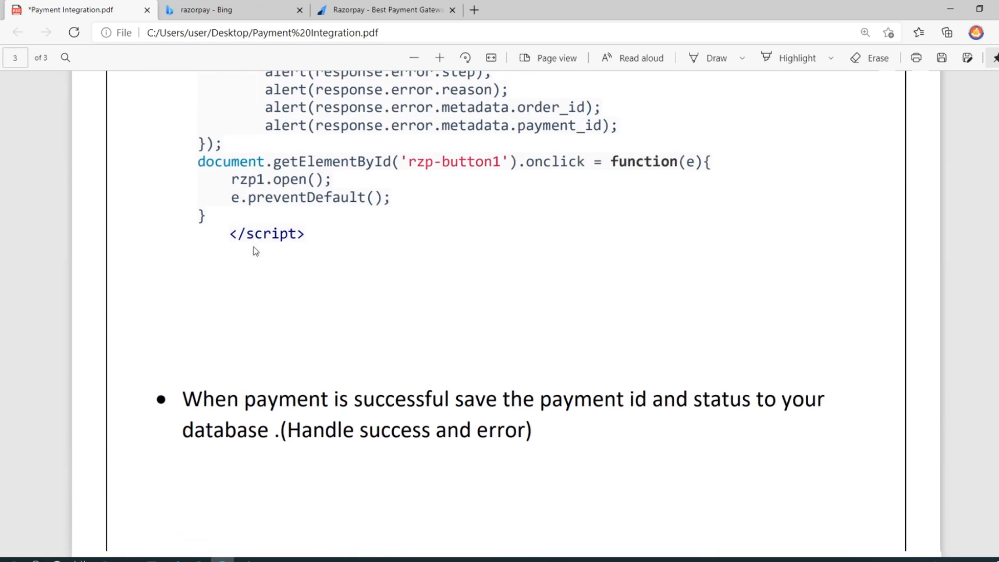 *Payment Integration.pdf
razorpay - Bing
Razorpay - Best Payment Gatewa
File C:/Users/user/Desktop/Payment%20Integration.pdf
3 of 3 Page view Read aloud Draw Highlight Erase
alert(response.error.step);
alert(response.error.reason);
alert(response.error.metadata.order_id);
alert(response.error.metadata.payment_id);
});
document.getElementById('rzp-button1').onclick = function(e){
rzp1.open();
e.preventDefault();
}
</script>
• When payment is successful save the payment id and status to your
database .(Handle success and error)